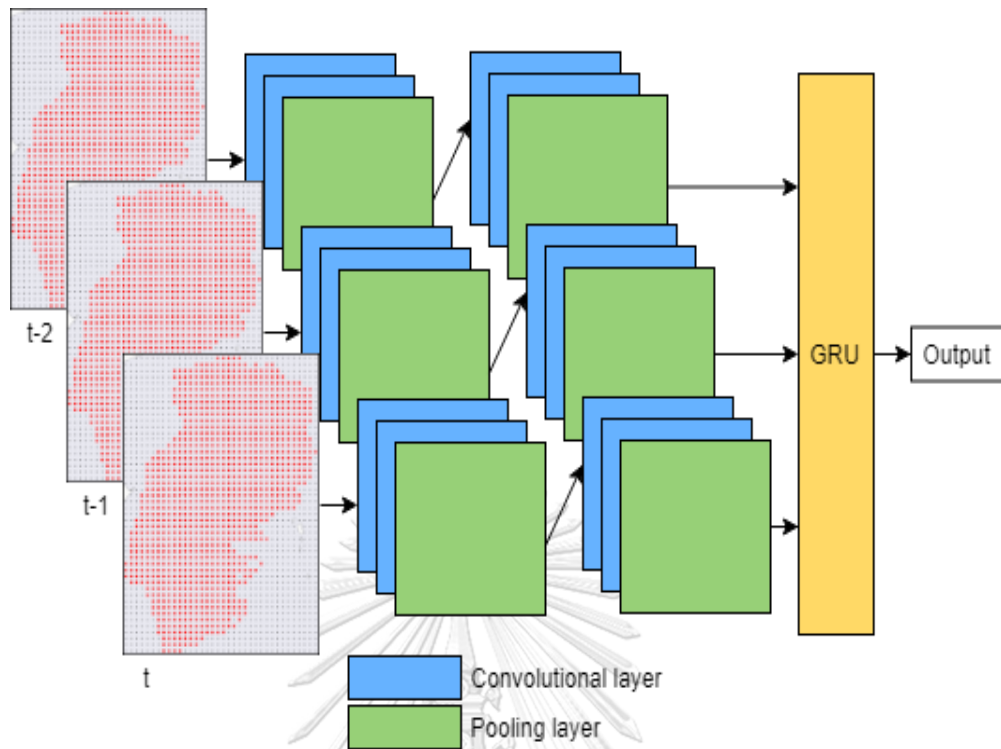 t-2
t-1
t
GRU
Output
Convolutional layer
Pooling layer